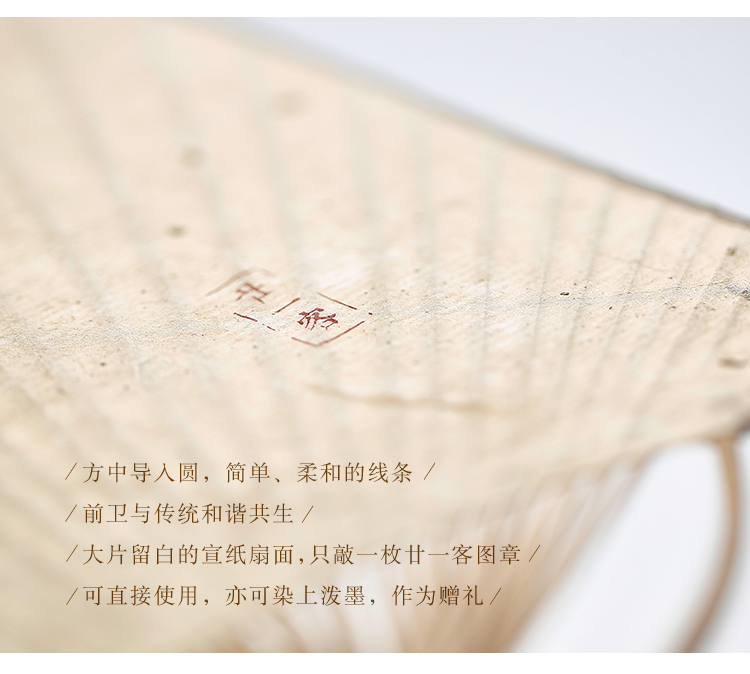 / 方中导入圆，简单、柔和的线条 /
/ 前卫与传统和谐共生 /
/ 大片留白的宣纸扇面,只敲一枚廿一客图章 /
/ 可直接使用，亦可染上泼墨，作为赠礼 /